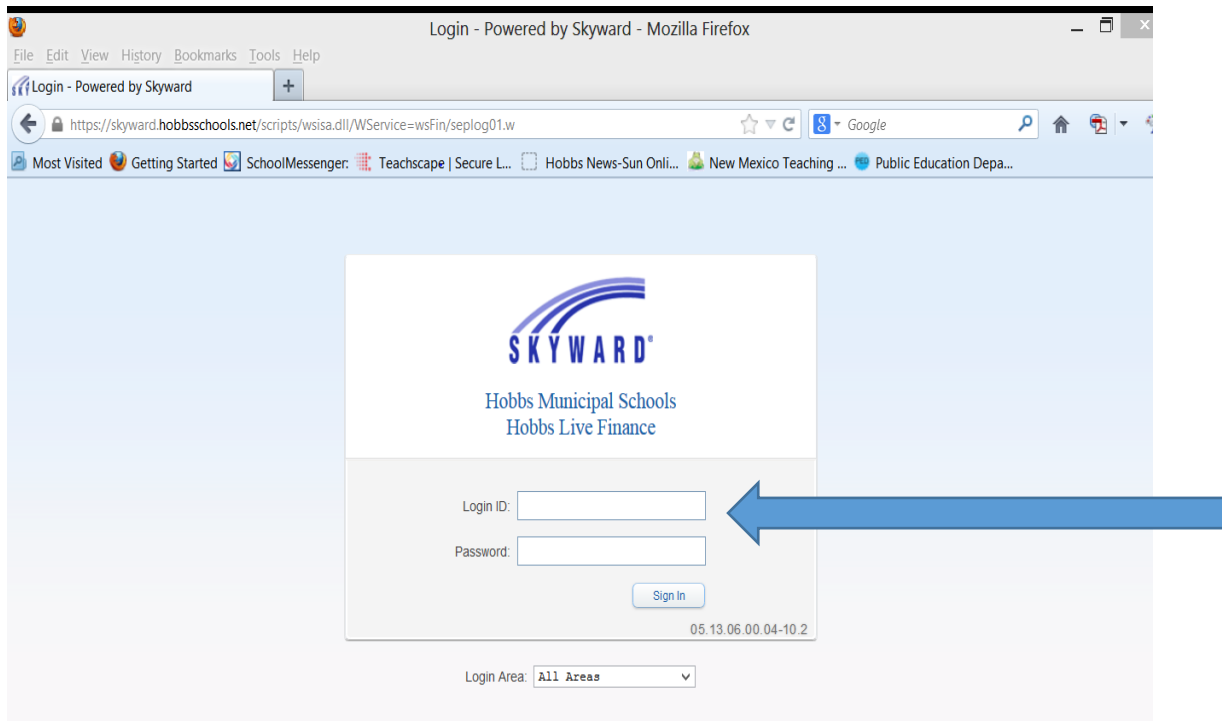 Login - Powered by Skyward - Mozilla Firefox
File Edit View History Bookmarks Tools Help
Login - Powered by Skyward +
https://skyward.hobbsschools.net/scripts/wsisa.dll/WService=wsFin/seplog01.w Google
Most Visited Getting Started SchoolMessenger: Teachscape | Secure L... Hobbs News-Sun Onli... New Mexico Teaching ... Public Education Depa...
SKYWARD®
Hobbs Municipal Schools
Hobbs Live Finance
Login ID:
Password:
Sign In
05.13.06.00.04-10.2
Login Area: All Areas